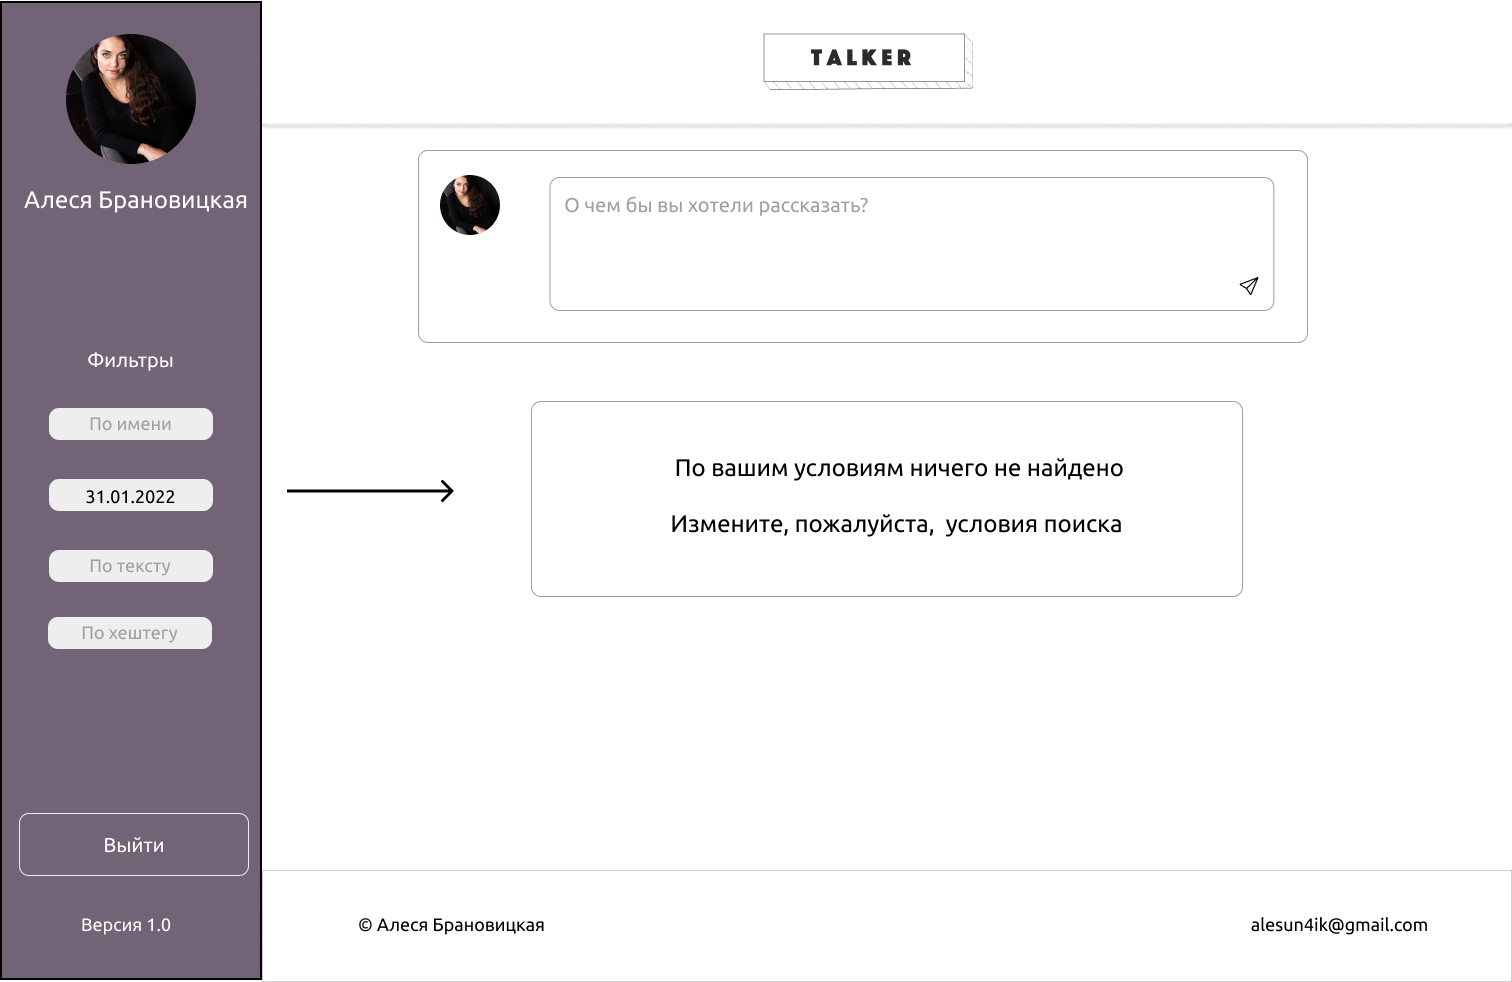 TALKER
Алеся Брановицкая
О чем бы вы хотели рассказать?
Фильтры
По имени
31.01.2022
По тексту
По хештегу
По вашим условиям ничего не найдено
Измените, пожалуйста, условия поиска
Выйти
Версия 1.0
© Алеся Брановицкая
alesun4ik@gmail.com